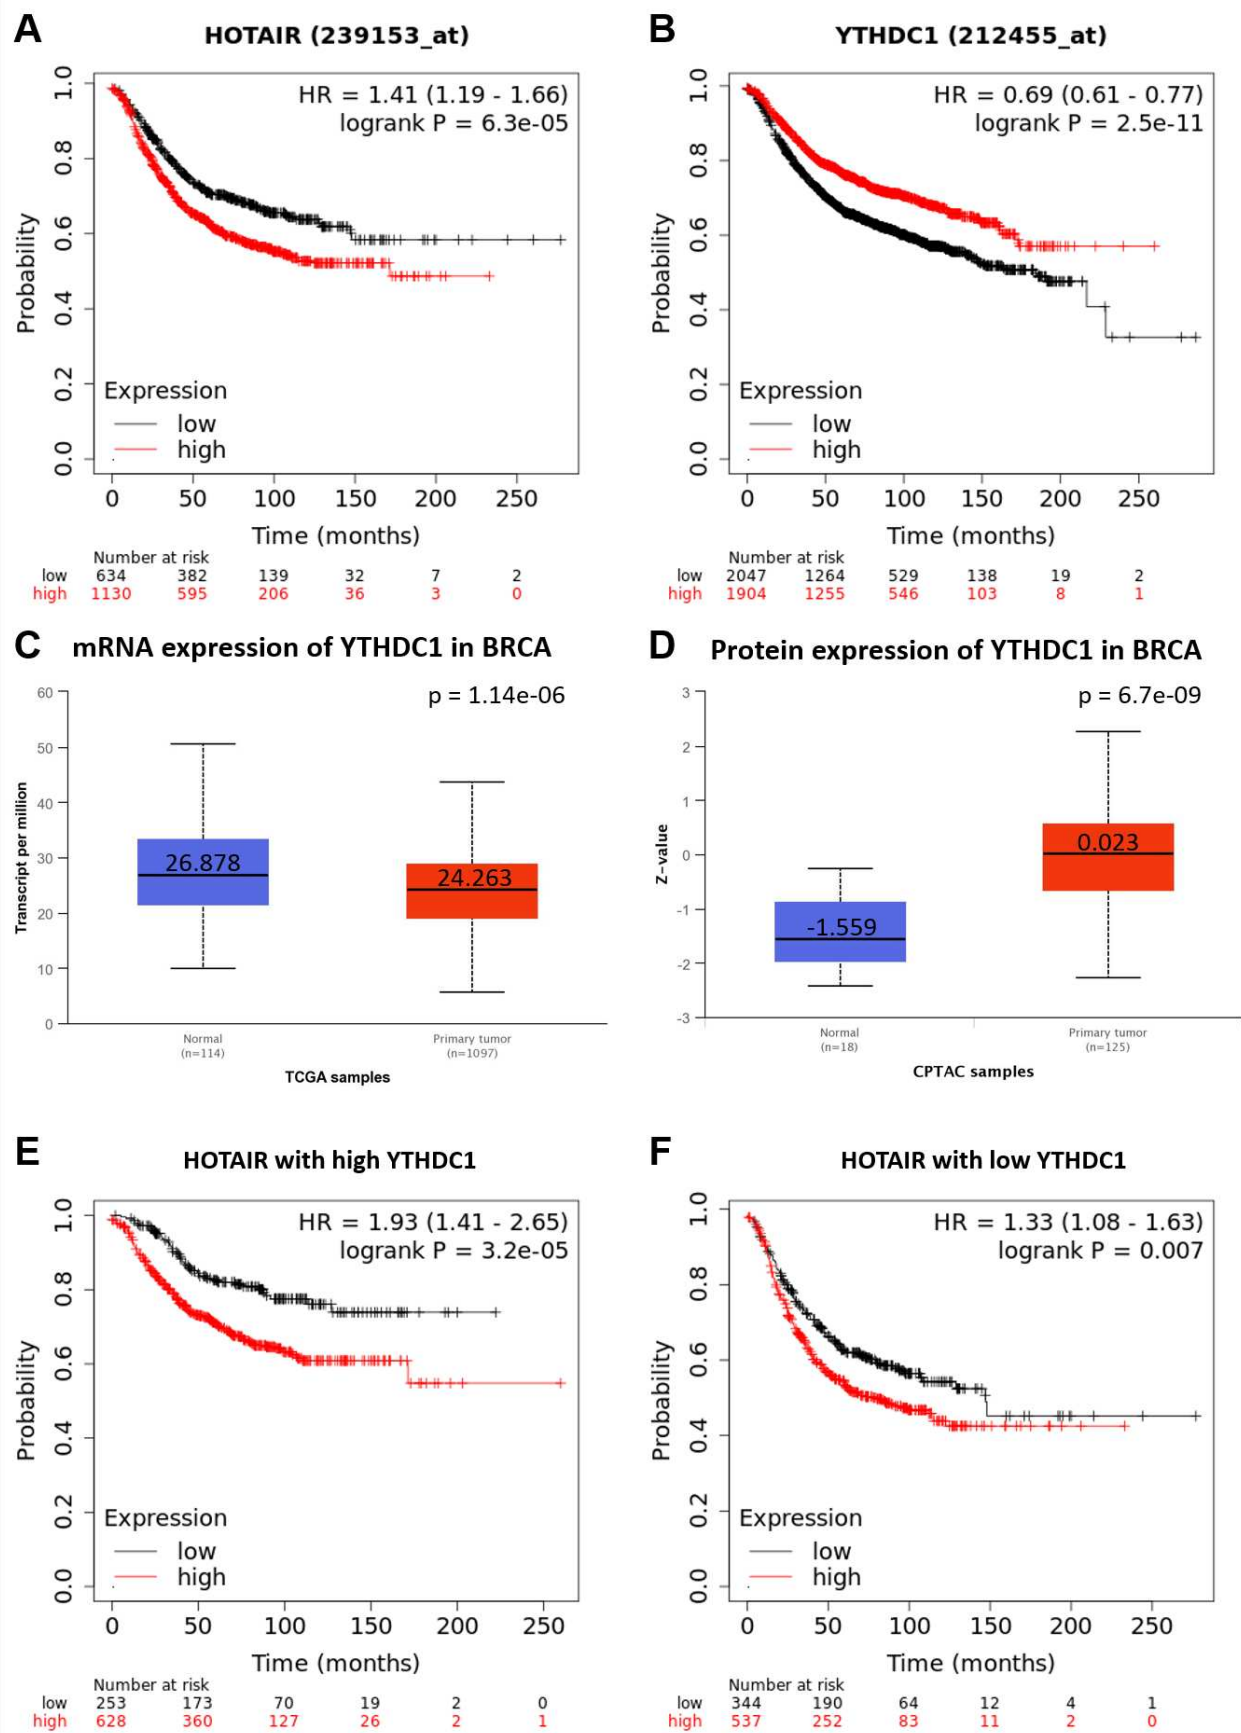 A
HOTAIR (239153_at)
HR = 1.41 (1.19 - 1.66)
logrank P = 6.3e-05
Probability
1.0
0.8
0.6
0.4
0.2
0.0
Expression
low
high
0 50 100 150 200 250
Time (months)
Number at risk
low 634 382 139 32 7 2
high 1130 595 206 36 3 0
B
YTHDC1 (212455_at)
HR = 0.69 (0.61 - 0.77)
logrank P = 2.5e-11
Probability
1.0
0.8
0.6
0.4
0.2
0.0
Expression
low
high
0 50 100 150 200 250
Time (months)
Number at risk
low 2047 1264 529 138 19 2
high 1904 1255 546 103 8 1
C
mRNA expression of YTHDC1 in BRCA
p = 1.14e-06
Transcript per million
60
50
40
30
20
10
0
26.878
24.263
Normal
(n=114)
Primary tumor
(n=1097)
TCGA samples
D
Protein expression of YTHDC1 in BRCA
p = 6.7e-09
Z-value
3
2
1
0
-1
-2
-3
-1.559
0.023
Normal
(n=18)
Primary tumor
(n=125)
CPTAC samples
E
HOTAIR with high YTHDC1
HR = 1.93 (1.41 - 2.65)
logrank P = 3.2e-05
Probability
1.0
0.8
0.6
0.4
0.2
0.0
Expression
low
high
0 50 100 150 200 250
Time (months)
Number at risk
low 253 173 70 19 2 0
high 628 360 127 26 2 1
F
HOTAIR with low YTHDC1
HR = 1.33 (1.08 - 1.63)
logrank P = 0.007
Probability
1.0
0.8
0.6
0.4
0.2
0.0
Expression
low
high
0 50 100 150 200 250
Time (months)
Number at risk
low 344 190 64 12 4 1
high 537 252 83 11 2 0